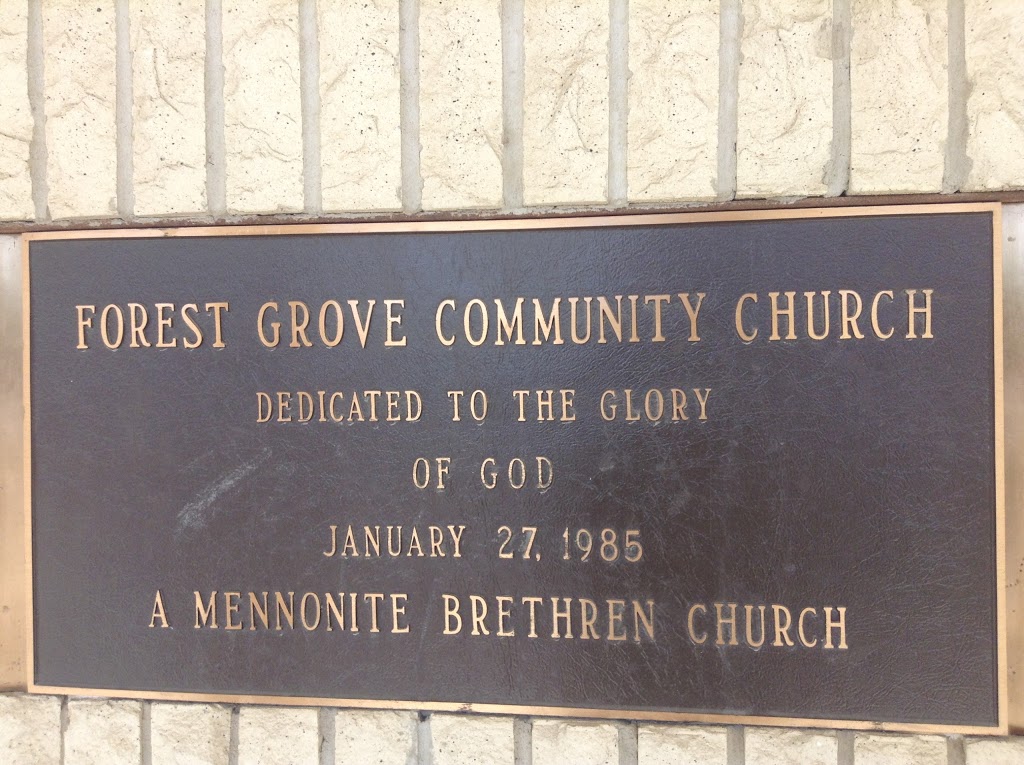 FOREST GROVE COMMUNITY CHURCH
DEDICATED TO THE GLORY
OF GOD
JANUARY 27, 1985
A MENNONITE BRETHREN CHURCH